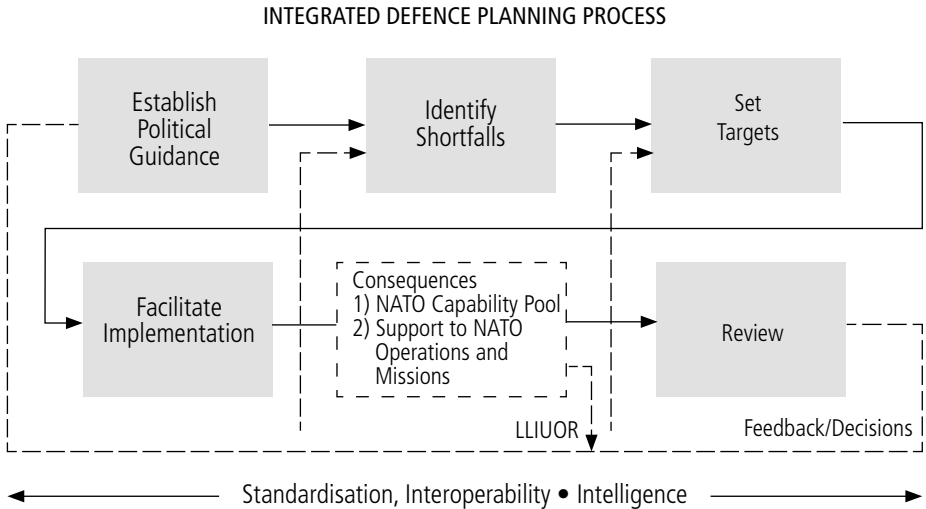 INTEGRATED DEFENCE PLANNING PROCESS
Establish
Political
Guidance
Identify
Shortfalls
Set
Targets
Facilitate
Implementation
Consequences
1) NATO Capability Pool
2) Support to NATO
Operations and
Missions
Review
LLIUOR
Feedback/Decisions
Standardisation, Interoperability • Intelligence